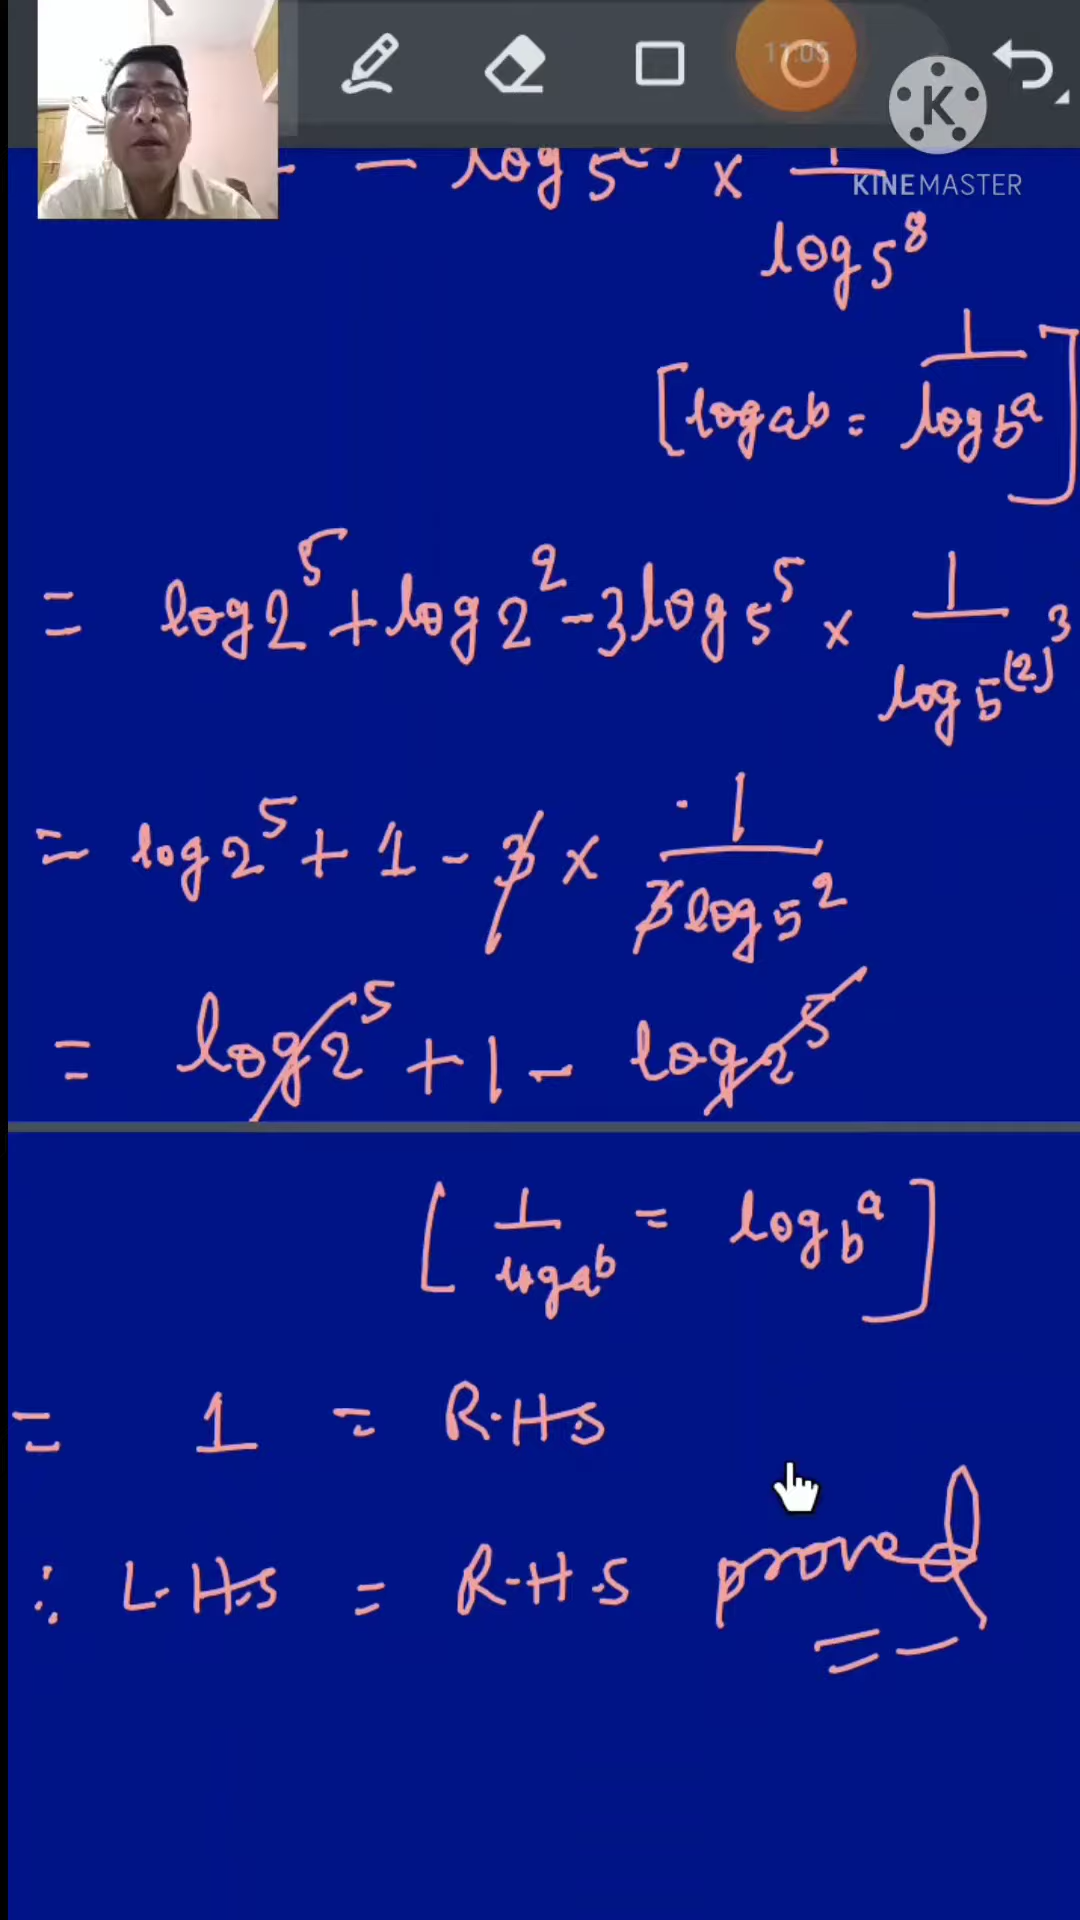 11:05
K
KINEMASTER
- log 5 × 1
log 5 8
[log a b = 1 / log b a]
= log 2 5 + log 2 2 - 3 log 5 5 × 1 / log 5 (2) 3
= log 2 5 + 1 - 3 × 1 / 3 log 5 2
= log 2 5 + 1 - log 2 5
[1 / log a b = log b a]
= 1 = R.H.S
∴ L.H.S = R.H.S proved